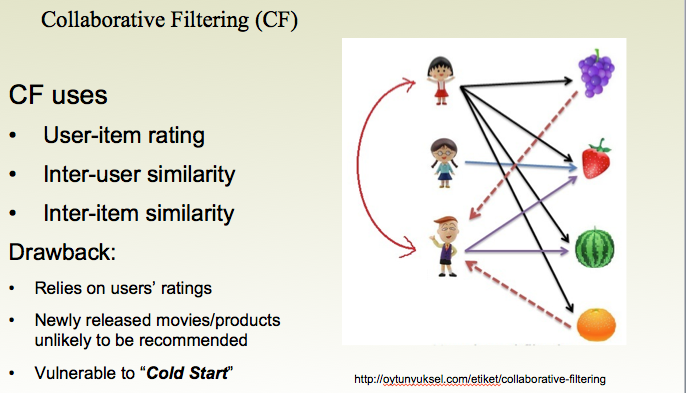 Collaborative Filtering (CF)
CF uses
• User-item rating
• Inter-user similarity
• Inter-item similarity
Drawback:
• Relies on users’ ratings
• Newly released movies/products
unlikely to be recommended
• Vulnerable to “Cold Start”
http://oytunvuksel.com/etiket/collaborative-filtering